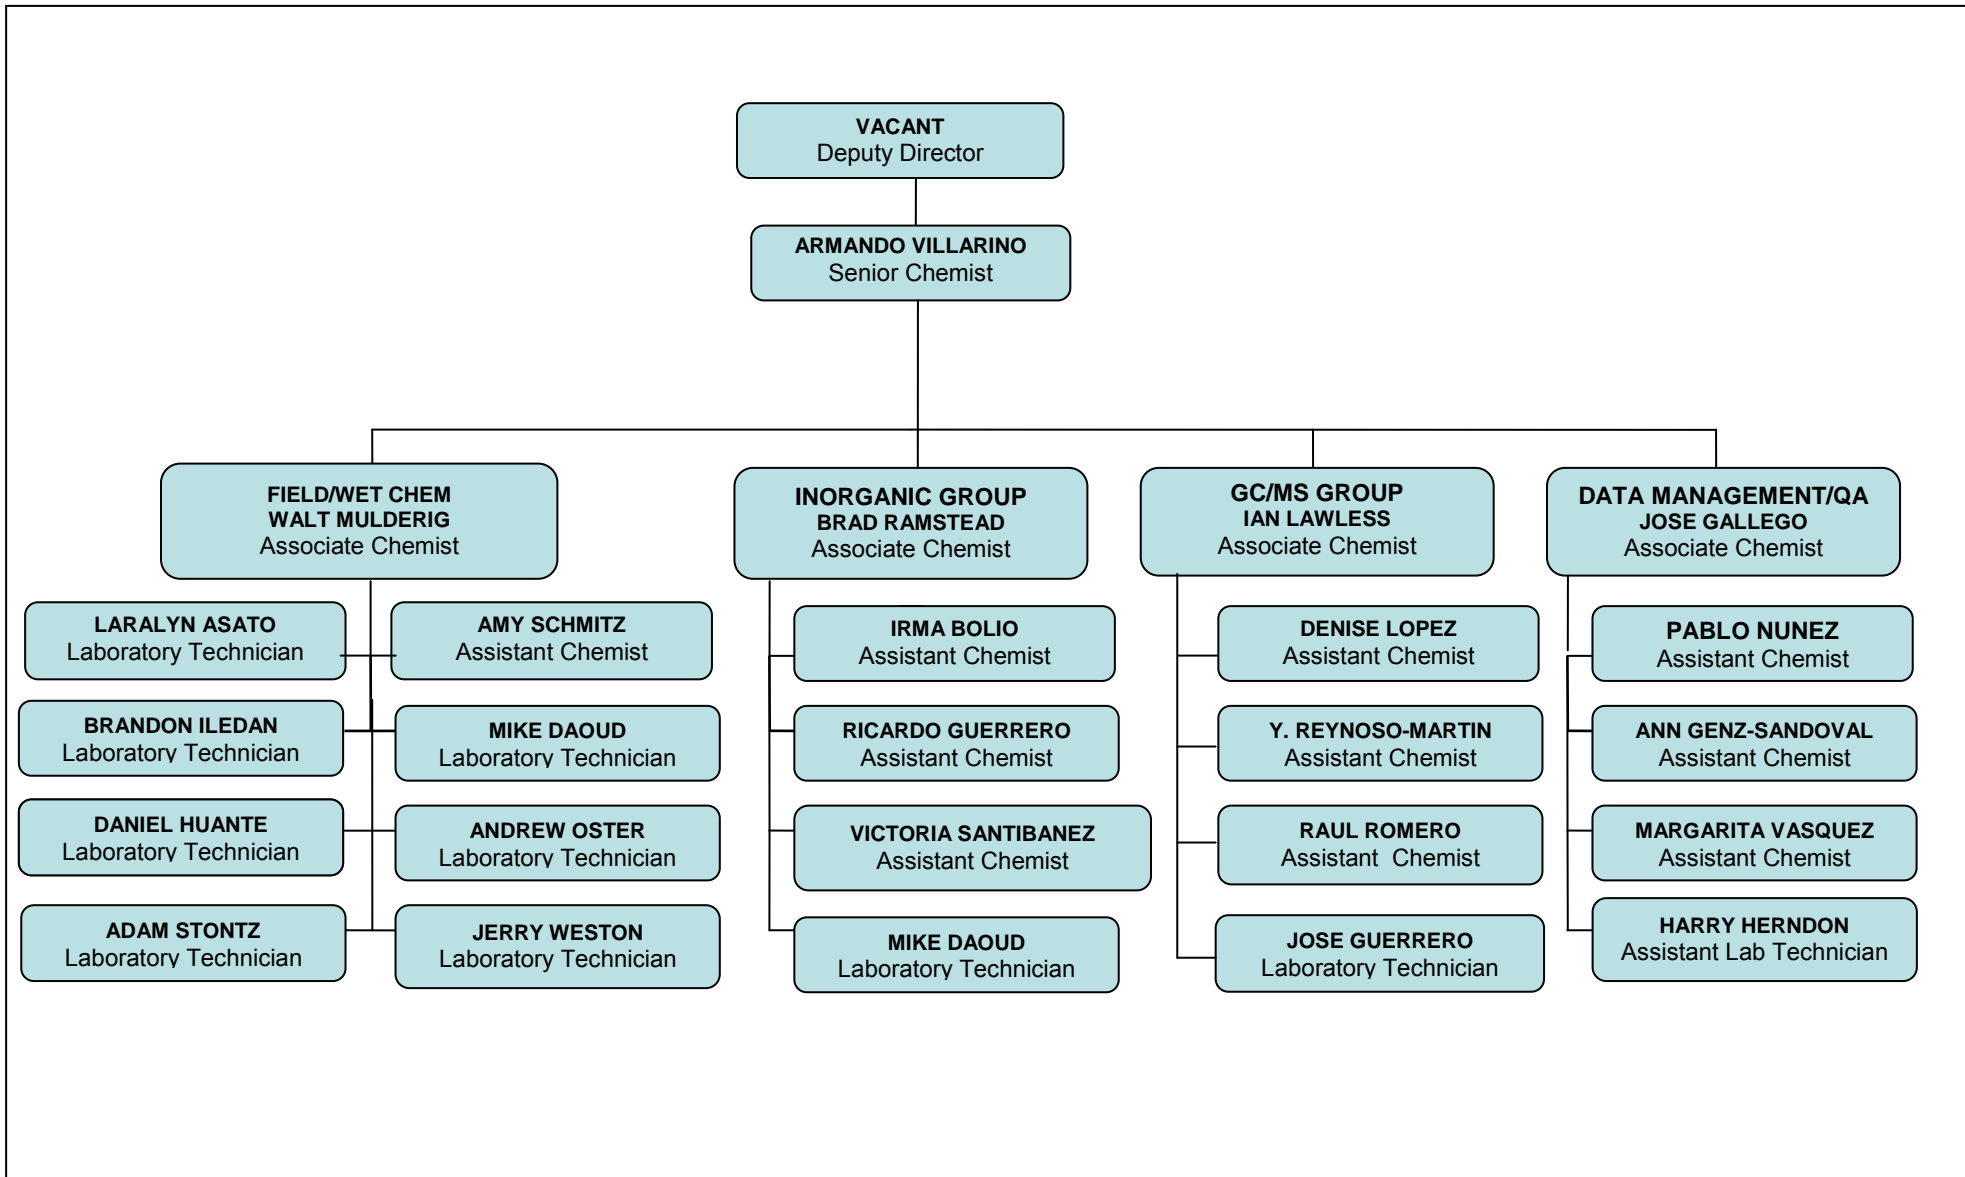 VACANT
Deputy Director
ARMANDO VILLARINO
Senior Chemist
FIELD/WET CHEM
WALT MULDERIG
Associate Chemist
LARALYN ASATO
Laboratory Technician
AMY SCHMITZ
Assistant Chemist
BRANDON ILEDAN
Laboratory Technician
MIKE DAOUD
Laboratory Technician
DANIEL HUANTE
Laboratory Technician
ANDREW OSTER
Laboratory Technician
ADAM STONTZ
Laboratory Technician
JERRY WESTON
Laboratory Technician
INORGANIC GROUP
BRAD RAMSTEAD
Associate Chemist
IRMA BOLIO
Assistant Chemist
RICARDO GUERRERO
Assistant Chemist
VICTORIA SANTIBANEZ
Assistant Chemist
MIKE DAOUD
Laboratory Technician
GC/MS GROUP
IAN LAWLESS
Associate Chemist
DENISE LOPEZ
Assistant Chemist
Y. REYNOSO-MARTIN
Assistant Chemist
RAUL ROMERO
Assistant Chemist
JOSE GUERRERO
Laboratory Technician
DATA MANAGEMENT/QA
JOSE GALLEGO
Associate Chemist
PABLO NUNEZ
Assistant Chemist
ANN GENZ-SANDOVAL
Assistant Chemist
MARGARITA VASQUEZ
Assistant Chemist
HARRY HERNDON
Assistant Lab Technician